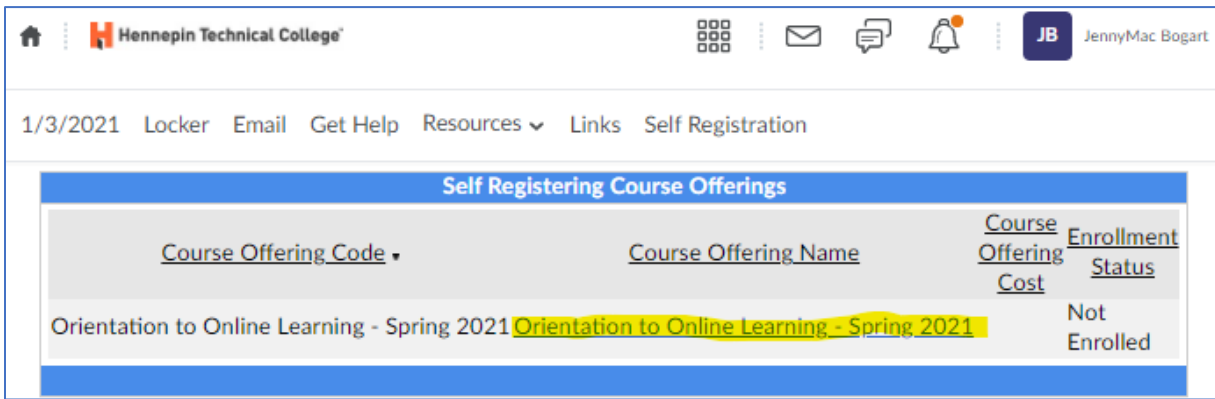 Hennepin Technical College JB JennyMac Bogart
1/3/2021 Locker Email Get Help Resources Links Self Registration
Self Registering Course Offerings
Course Offering Code Course Offering Name Course Offering Cost Enrollment Status
Orientation to Online Learning - Spring 2021 Orientation to Online Learning - Spring 2021 Not Enrolled